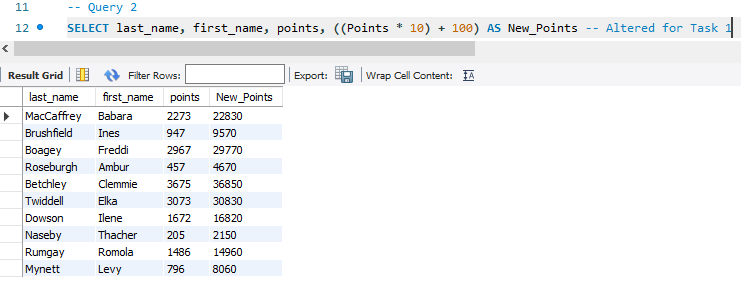 11 -- Query 2
12 SELECT last_name, first_name, points, ((Points * 10) + 100) AS New_Points -- Altered for Task 1
Result Grid Filter Rows: Export: Wrap Cell Content:
last_name first_name points New_Points
MacCaffrey Babara 2273 22830
Brushfield Ines 947 9570
Boagey Freddi 2967 29770
Roseburgh Ambur 457 4670
Betchley Clemmie 3675 36850
Twiddell Elka 3073 30830
Dowson Ilene 1672 16820
Naseby Thacher 205 2150
Rumgay Romola 1486 14960
Mynett Levy 796 8060